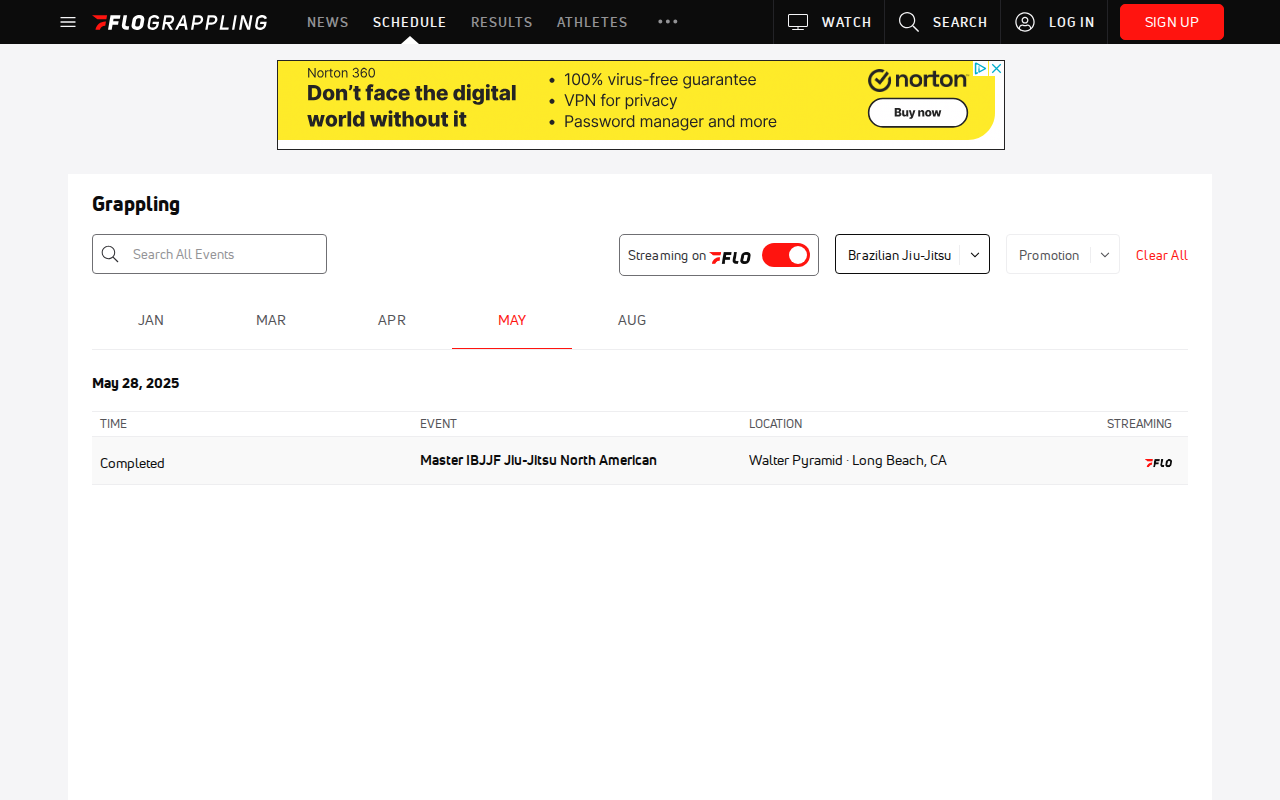 FLOGRAPPLING NEWS SCHEDULE RESULTS ATHLETES WATCH SEARCH LOG IN SIGN UP
Norton 360
Don't face the digital
world without it
• 100% virus-free guarantee
• VPN for privacy
• Password manager and more
norton
Buy now
Grappling
Search All Events
Streaming on FLO
Brazilian Jiu-Jitsu
Promotion
Clear All
JAN MAR APR MAY AUG
May 28, 2025
TIME EVENT LOCATION STREAMING
Completed Master IBJJF Jiu-Jitsu North American Walter Pyramid · Long Beach, CA FLO